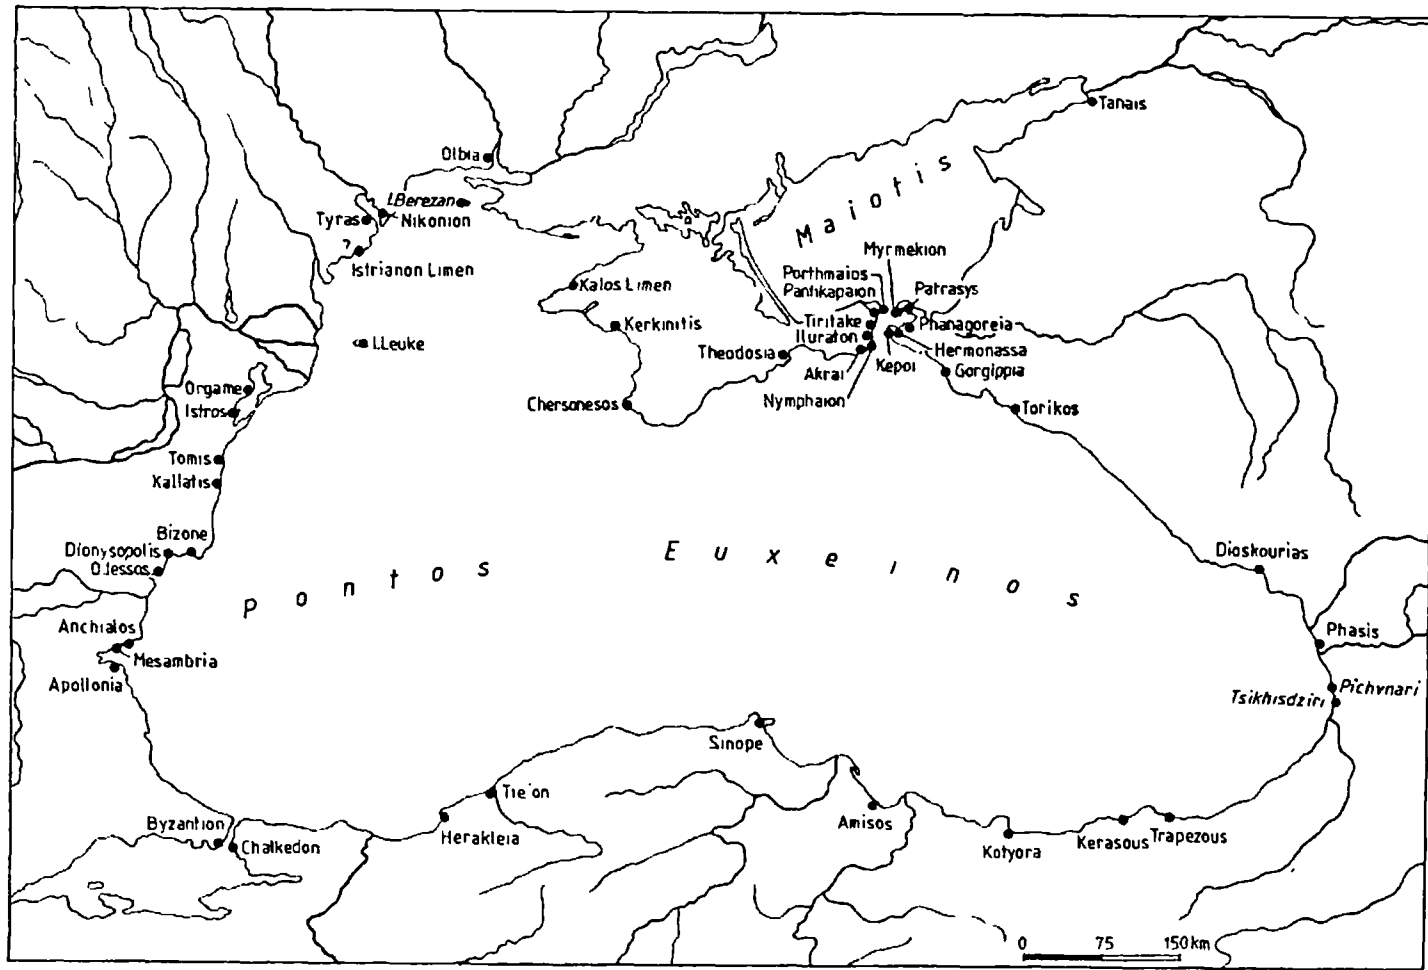 Tanais
Olbia
I.Berezan
Tyras
Nikonion
?
Istrianon Limen
Maiotis
Myrmekion
Porthmaios
Pantikapaion
Patrasys
Kalos Limen
Kerkinitis
Tiritake
Iluraton
Phanagoreia
I.Leuke
Theodosia
Hermonassa
Akrai
Kepoi
Gorgippia
Orgame
Istros
Chersonesos
Nymphaion
Torikos
Tomis
Kallatis
Bizone
Dionysopolis
Odessos
Pontos Euxeinos
Dioskourias
Anchialos
Mesambria
Apollonia
Phasis
Pichvnari
Tsikhisdziri
Sinope
Tieion
Byzantion
Chalkedon
Herakleia
Amisos
Kotyora
Kerasous
Trapezous
0 75 150km